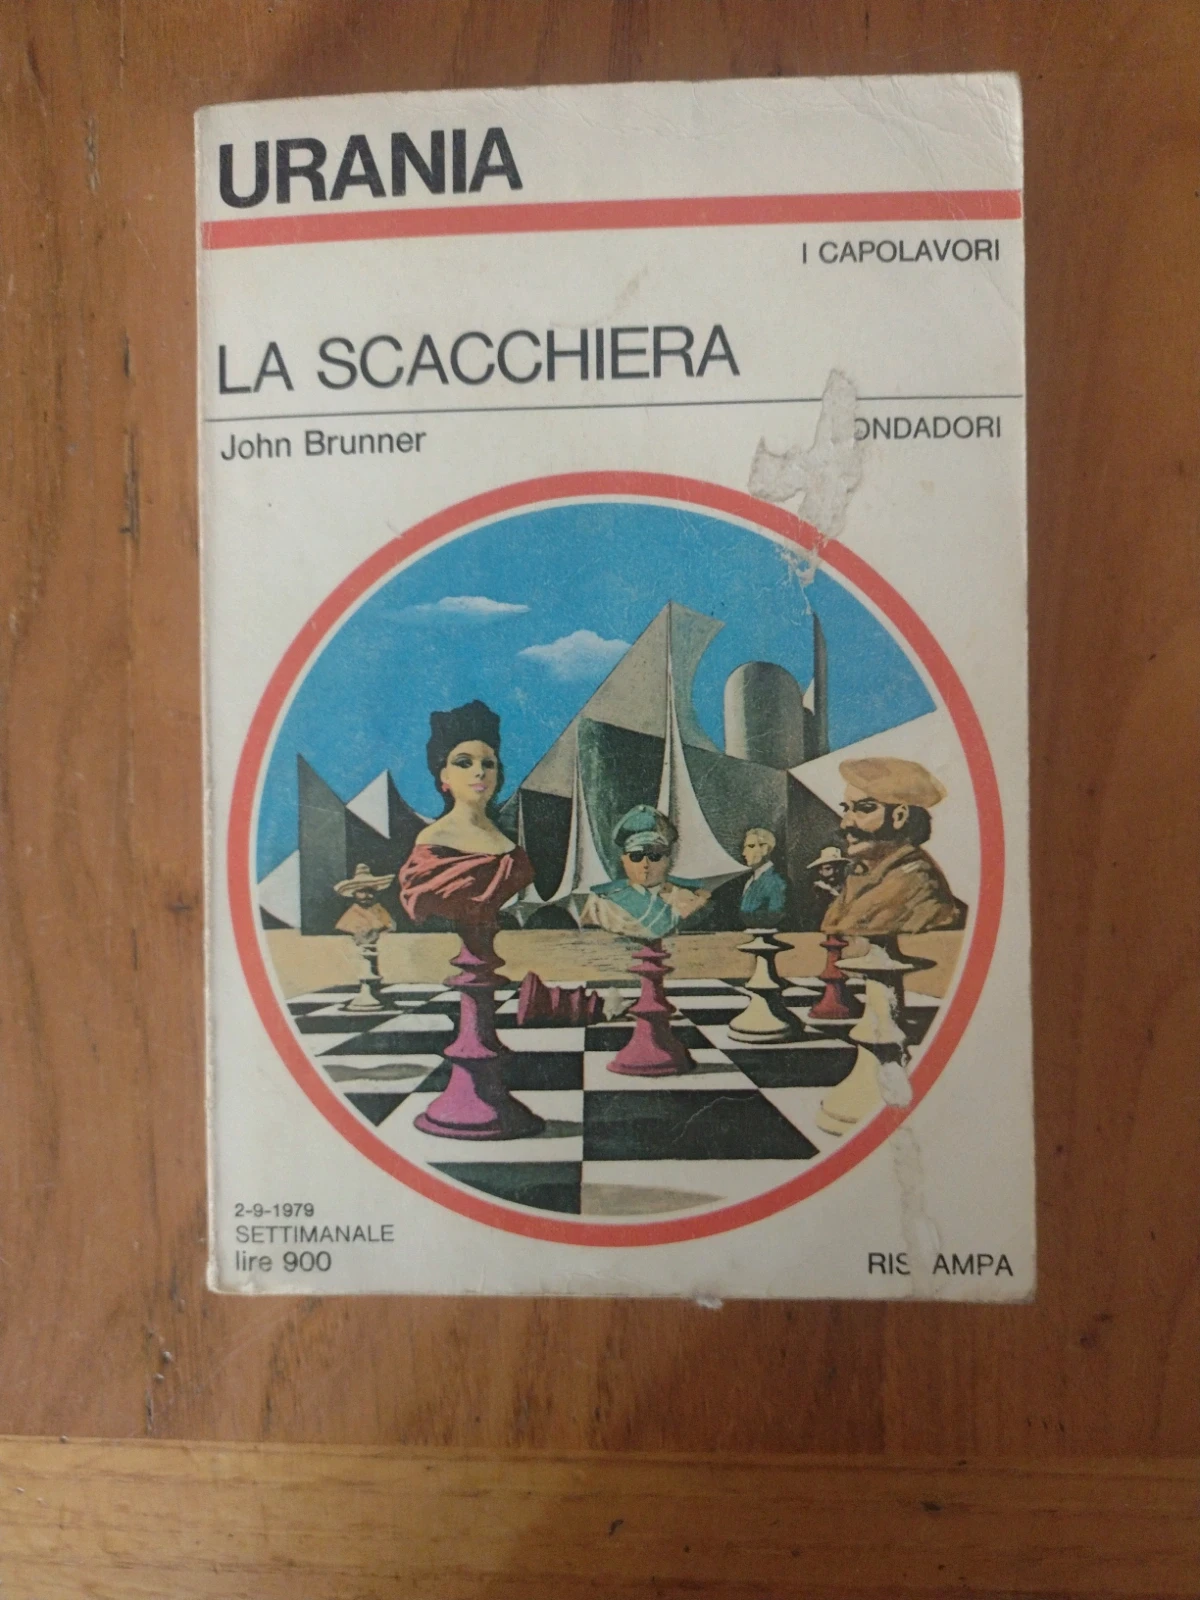 URANIA
I CAPOLAVORI
LA SCACCHIERA
John Brunner
ONDADORI
2-9-1979
SETTIMANALE
lire 900
RIS AMPA